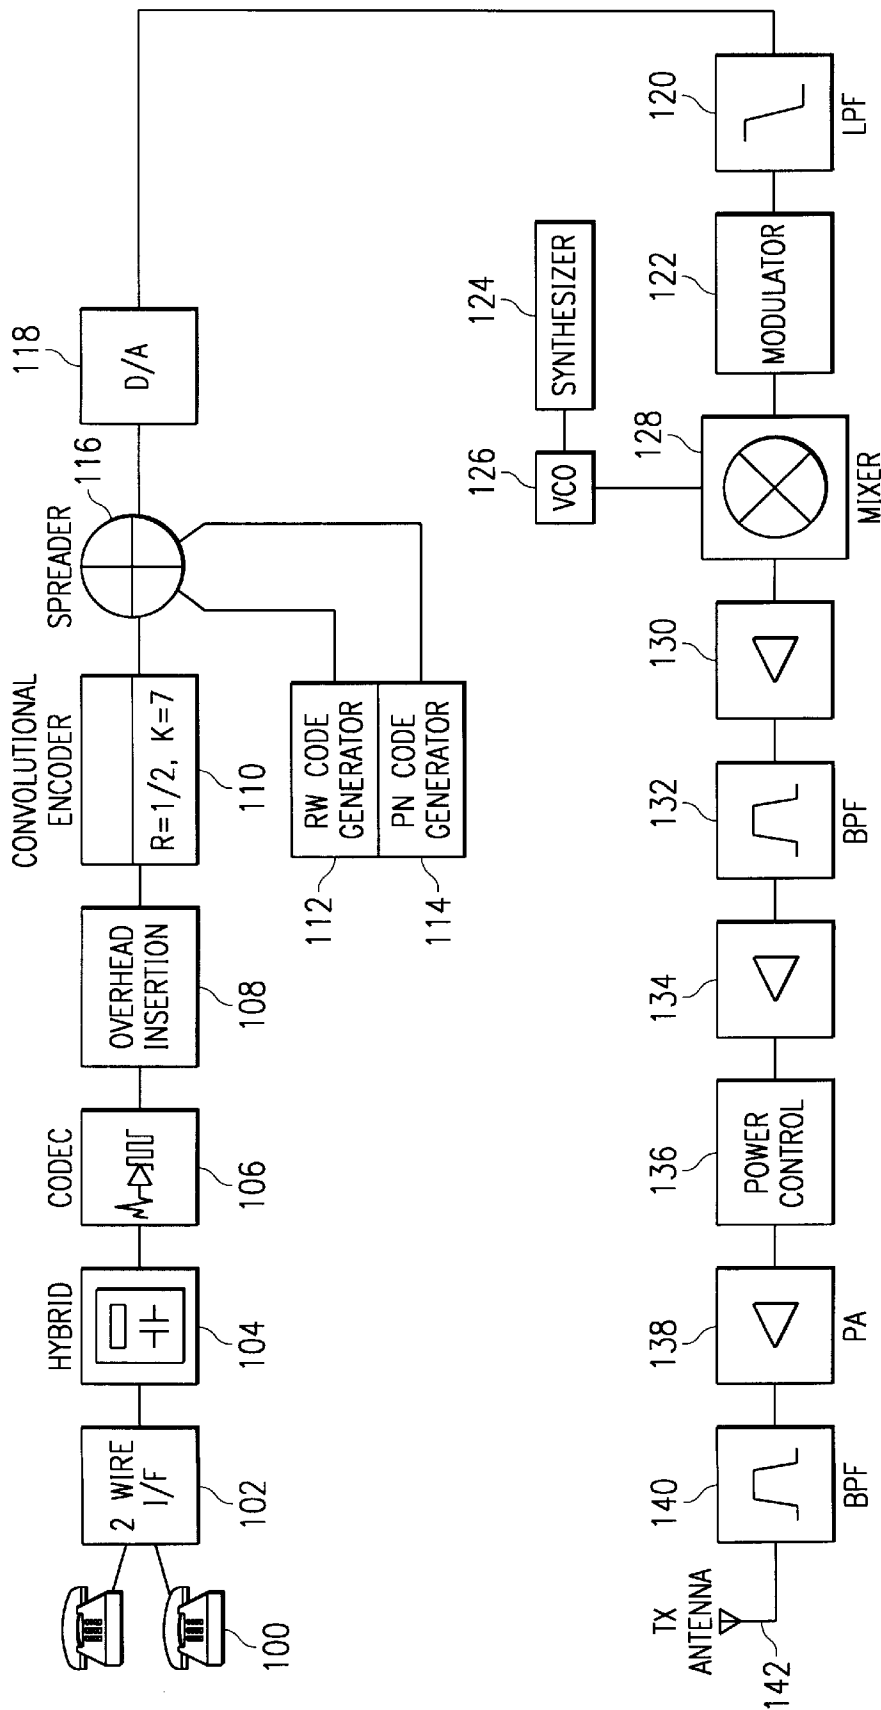 100
2 WIRE
I/F
102
HYBRID
104
CODEC
106
OVERHEAD
INSERTION
108
CONVOLUTIONAL
ENCODER
R=1/2, K=7
110
RW CODE
GENERATOR
112
PN CODE
GENERATOR
114
SPREADER
116
118
D/A
TX
ANTENNA
142
140
BPF
138
PA
136
POWER
CONTROL
134
132
BPF
130
128
MIXER
126
VCO
124
SYNTHESIZER
122
MODULATOR
120
LPF